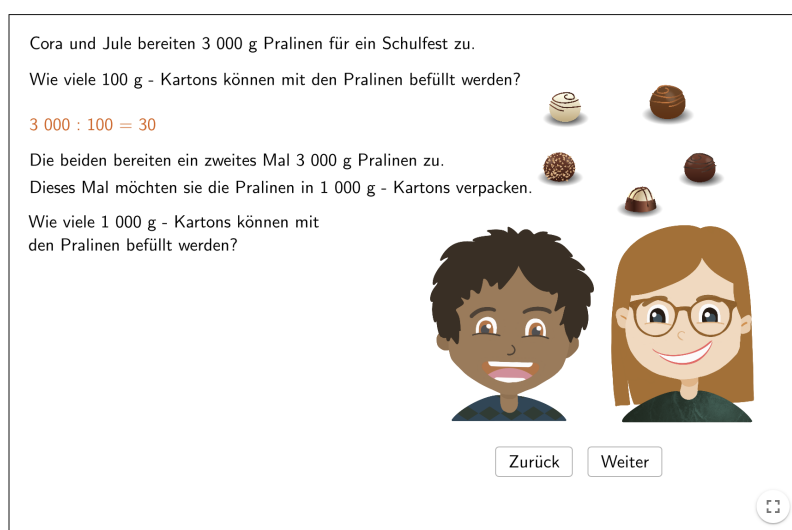 Cora und Jule bereiten 3 000 g Pralinen für ein Schulfest zu.
Wie viele 100 g - Kartons können mit den Pralinen befüllt werden?
3 000 : 100 = 30
Die beiden bereiten ein zweites Mal 3 000 g Pralinen zu.
Dieses Mal möchten sie die Pralinen in 1 000 g - Kartons verpacken.
Wie viele 1 000 g - Kartons können mit
den Pralinen befüllt werden?
Zurück Weiter